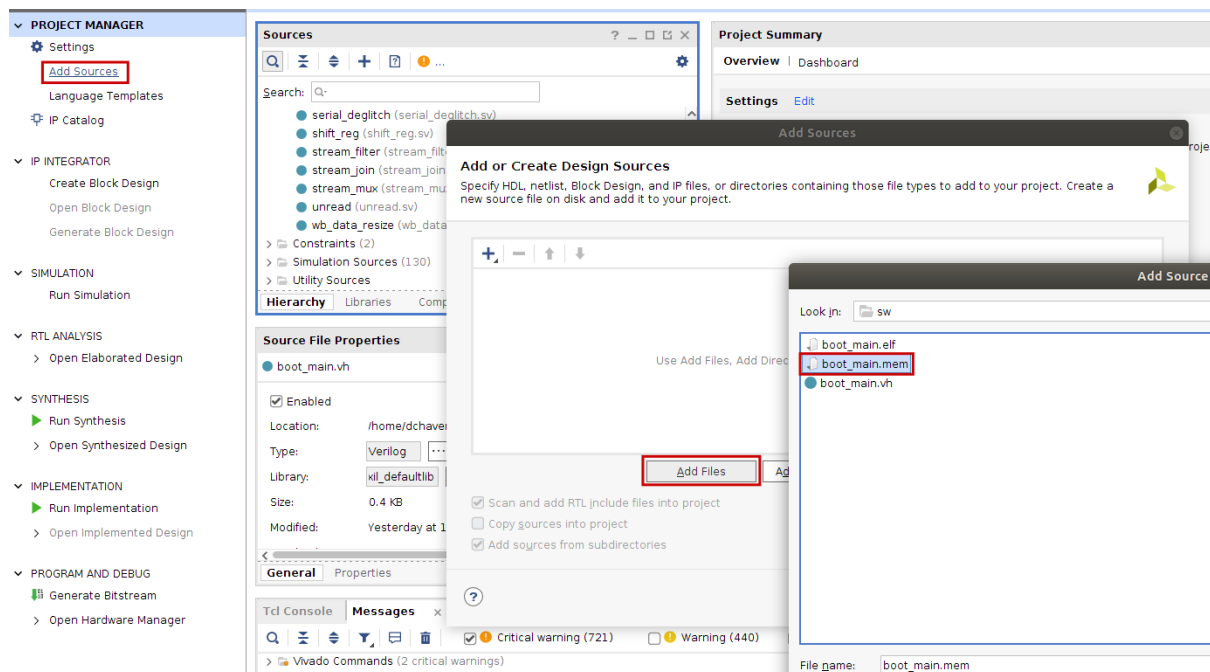 PROJECT MANAGER
Settings
Add Sources
Language Templates
IP Catalog
IP INTEGRATOR
Create Block Design
Open Block Design
Generate Block Design
SIMULATION
Run Simulation
RTL ANALYSIS
Open Elaborated Design
SYNTHESIS
Run Synthesis
Open Synthesized Design
IMPLEMENTATION
Run Implementation
Open Implemented Design
PROGRAM AND DEBUG
Generate Bitstream
Open Hardware Manager
Sources
Search:
serial_deglitch (serial_deglitch.sv)
shift_reg (shift_reg.sv)
stream_filter (stream_filt
stream_join (stream_join
stream_mux (stream_mu
unread (unread.sv)
wb_data_resize (wb_data
Constraints (2)
Simulation Sources (130)
Utility Sources
Hierarchy Libraries Comp
Source File Properties
boot_main.vh
Enabled
Location: /home/dchaver
Type: Verilog
Library: xil_defaultlib
Size: 0.4 KB
Modified: Yesterday at 1
General Properties
Tcl Console Messages
Critical warning (721) Warning (440)
Vivado Commands (2 critical warnings)
Project Summary
Overview | Dashboard
Settings Edit
roje
Add Sources
Add or Create Design Sources
Specify HDL, netlist, Block Design, and IP files, or directories containing those file types to add to your project. Create a
new source file on disk and add it to your project.
Use Add Files, Add Direc
Add Files Ad
Scan and add RTL include files into project
Copy sources into project
Add sources from subdirectories
?
Add Source
Look in: sw
boot_main.elf
boot_main.mem
boot_main.vh
File name: boot_main.mem